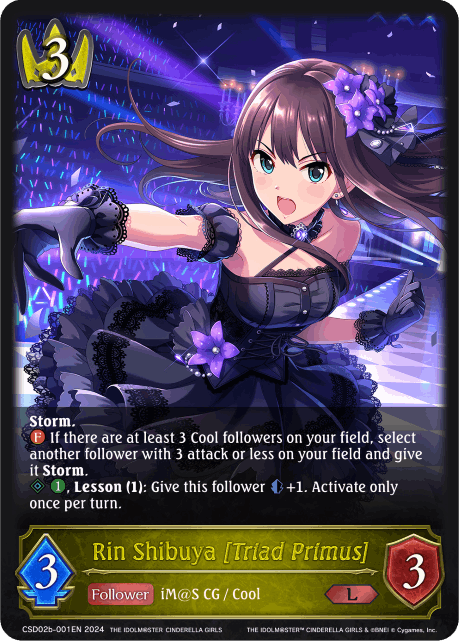 3
Storm.
F If there are at least 3 Cool followers on your field, select
another follower with 3 attack or less on your field and give
it Storm.
1, Lesson (1): Give this follower +1. Activate only
once per turn.
Rin Shibuya [Triad Primus]
3
Follower iM@S CG / Cool
L
3
CSD02b-001EN 2024 THE IDOLM@STER CINDERELLA GIRLS THE IDOLM@STER™ CINDERELLA GIRLS & ©BNEI © Cygames, Inc.